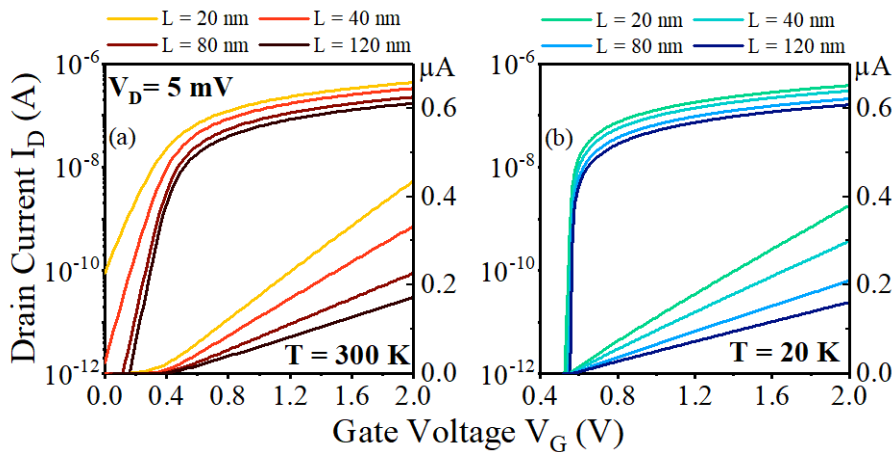 L = 20 nm L = 40 nm
L = 80 nm L = 120 nm
L = 20 nm L = 40 nm
L = 80 nm L = 120 nm
Drain Current I_D (A)
10^-6
10^-8
10^-10
10^-12
V_D= 5 mV
(a)
T = 300 K
μA
0.6
0.4
0.2
0.0
0.0 0.4 0.8 1.2 1.6 2.0
10^-6
10^-8
10^-10
10^-12
(b)
T = 20 K
μA
0.6
0.4
0.2
0.0
0.4 0.8 1.2 1.6 2.0
Gate Voltage V_G (V)